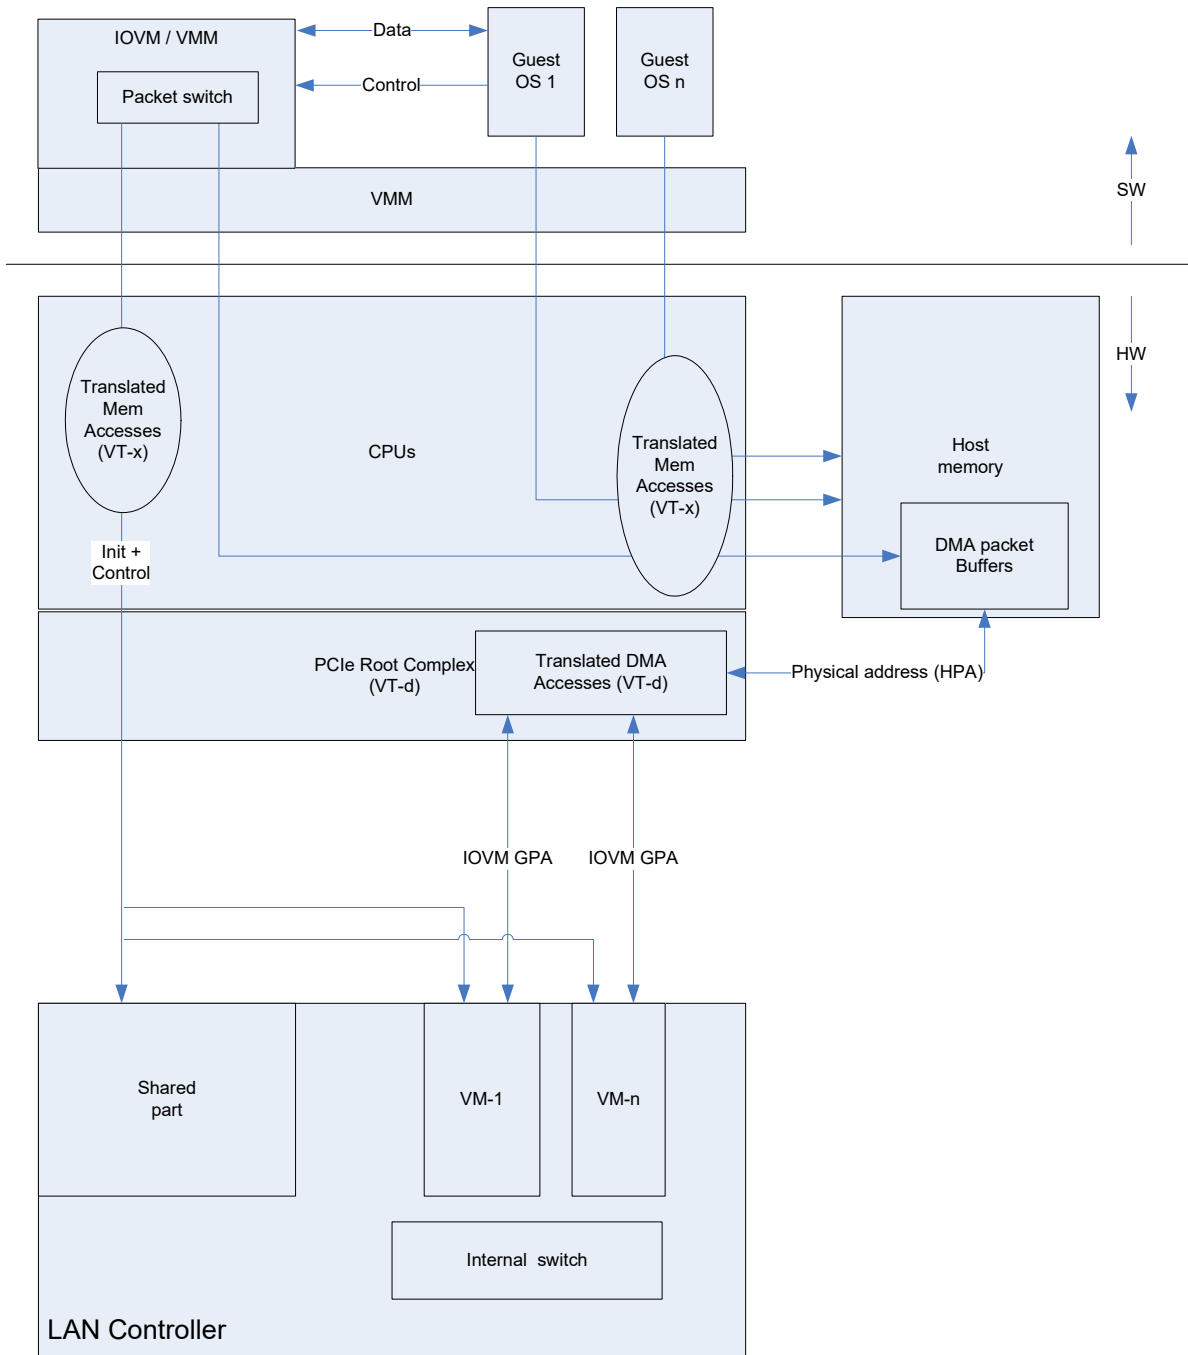 IOVM / VMM
Packet switch
Data
Control
Guest
OS 1
Guest
OS n
VMM
SW
HW
Translated
Mem
Accesses
(VT-x)
CPUs
Translated
Mem
Accesses
(VT-x)
Host
memory
DMA packet
Buffers
Init +
Control
PCIe Root Complex
(VT-d)
Translated DMA
Accesses (VT-d)
Physical address (HPA)
IOVM GPA
IOVM GPA
Shared
part
VM-1
VM-n
Internal switch
LAN Controller